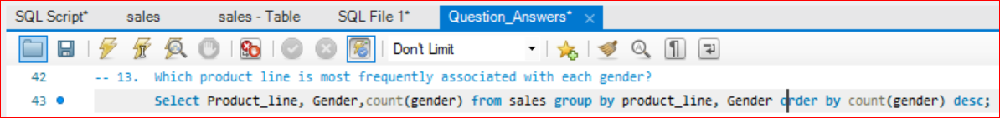 SQL Script* sales sales - Table SQL File 1* Question_Answers*
Don't Limit
42 -- 13. Which product line is most frequently associated with each gender?
43 Select Product_line, Gender,count(gender) from sales group by product_line, Gender order by count(gender) desc;